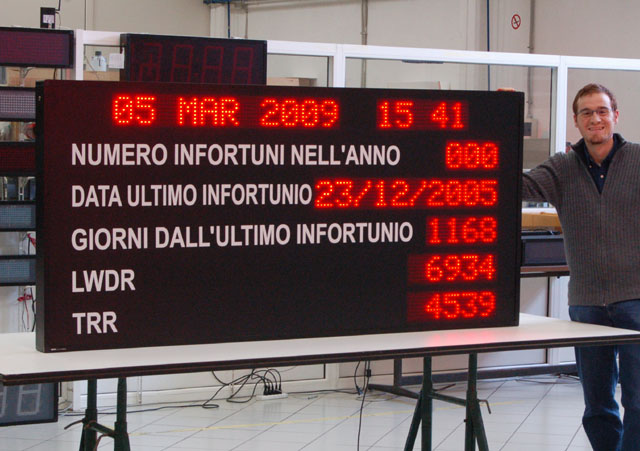 05 MAR 2009 15 41
NUMERO INFORTUNI NELL'ANNO 000
DATA ULTIMO INFORTUNIO 23/12/2005
GIORNI DALL'ULTIMO INFORTUNIO 1168
LWDR 6934
TRR 4539